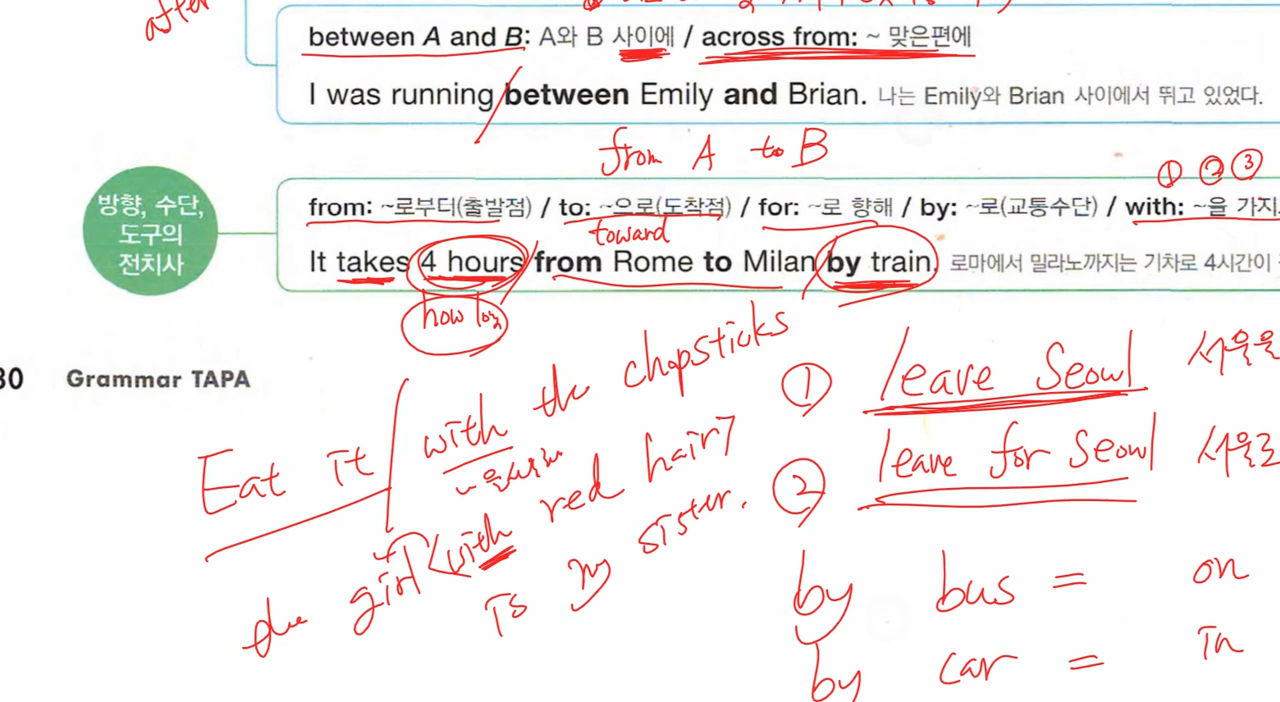 after
between A and B: A와 B 사이에 / across from: ~ 맞은편에
I was running between Emily and Brian. 나는 Emily와 Brian 사이에서 뛰고 있었다.
from A to B
① ② ③
방향, 수단,
도구의
전치사
from: ~로부터(출발점) / to: ~으로(도착점) / for: ~로 향해 / by: ~로(교통수단) / with: ~을 가지
toward
It takes 4 hours from Rome to Milan by train. 로마에서 밀라노까지는 기차로 4시간이
how long
30 Grammar TAPA
Eat it with the chopsticks
the girl with red hair
is my sister.
① leave Seoul 서울을
② leave for Seoul 서울로
by bus = on
by car = in